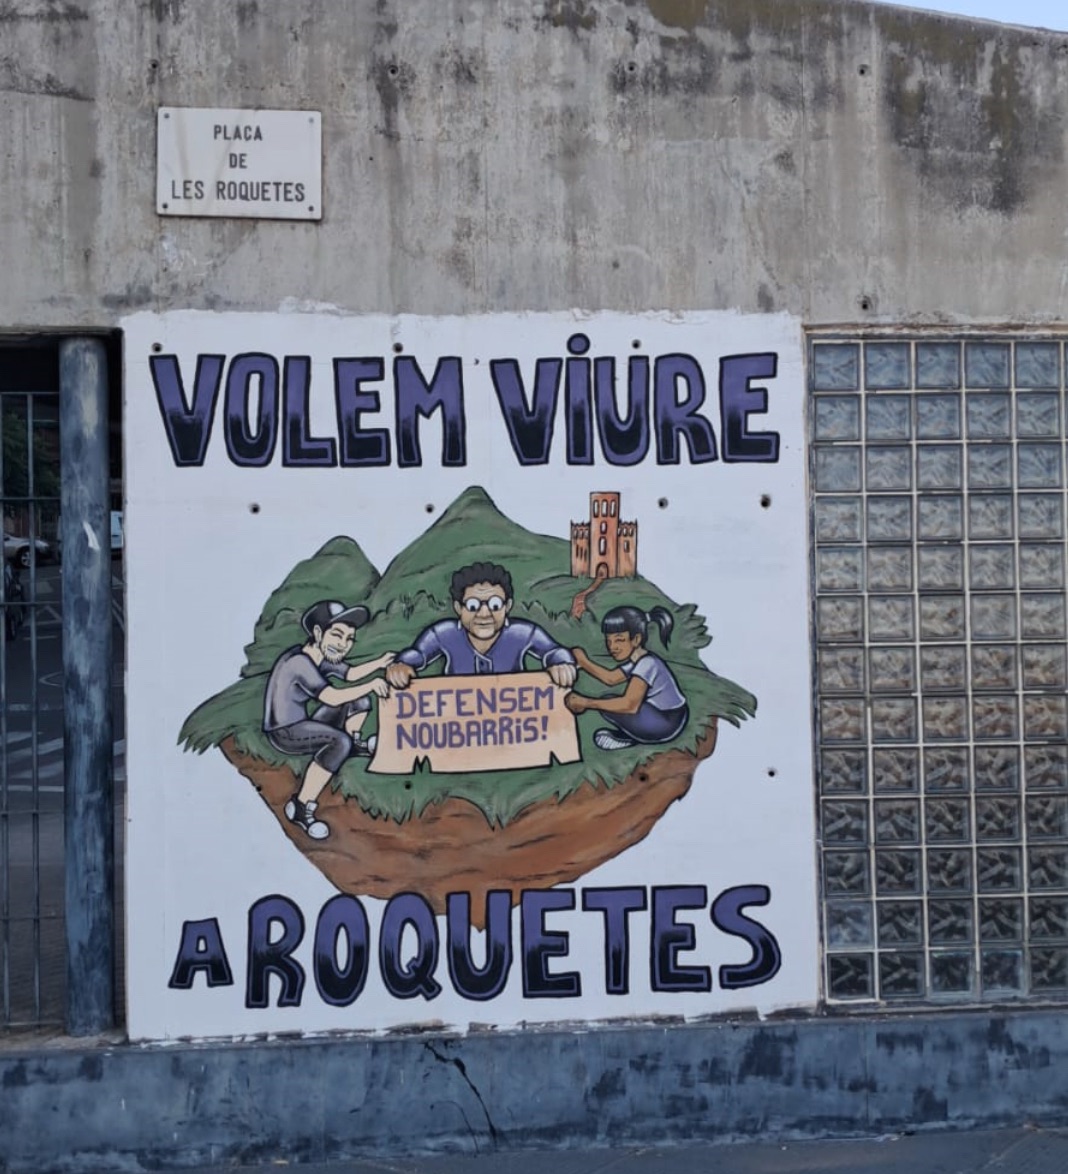 PLAÇA
DE
LES ROQUETES
VOLEM VIURE
DEFENSEM
NOUBARRIS!
A ROQUETES